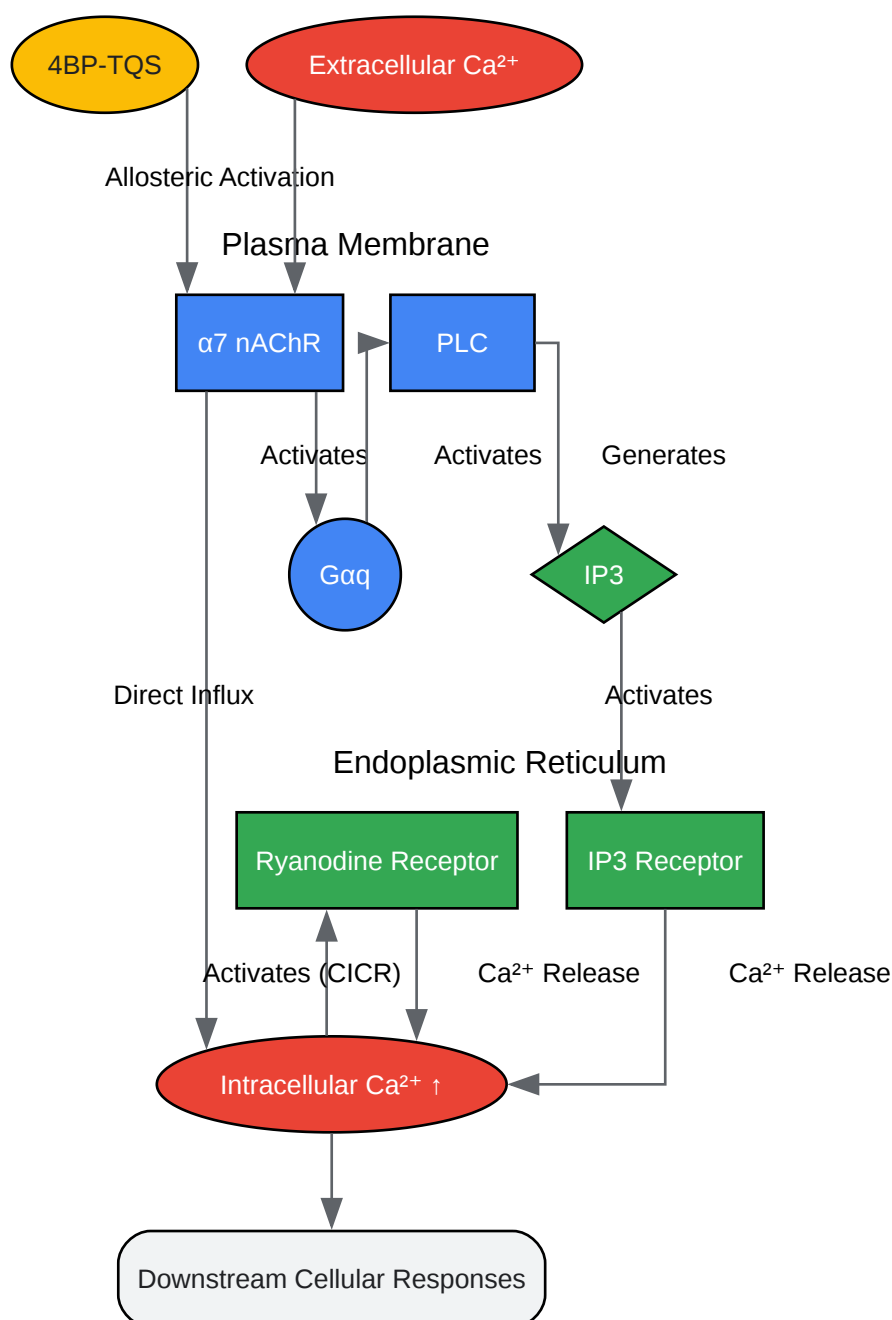 4BP-TQS
Extracellular Ca²⁺
Allosteric Activation
Plasma Membrane
α7 nAChR
PLC
Activates
Activates
Generates
Gαq
IP3
Direct Influx
Activates
Endoplasmic Reticulum
Ryanodine Receptor
IP3 Receptor
Activates (CICR)
Ca²⁺ Release
Ca²⁺ Release
Intracellular Ca²⁺ ↑
Downstream Cellular Responses